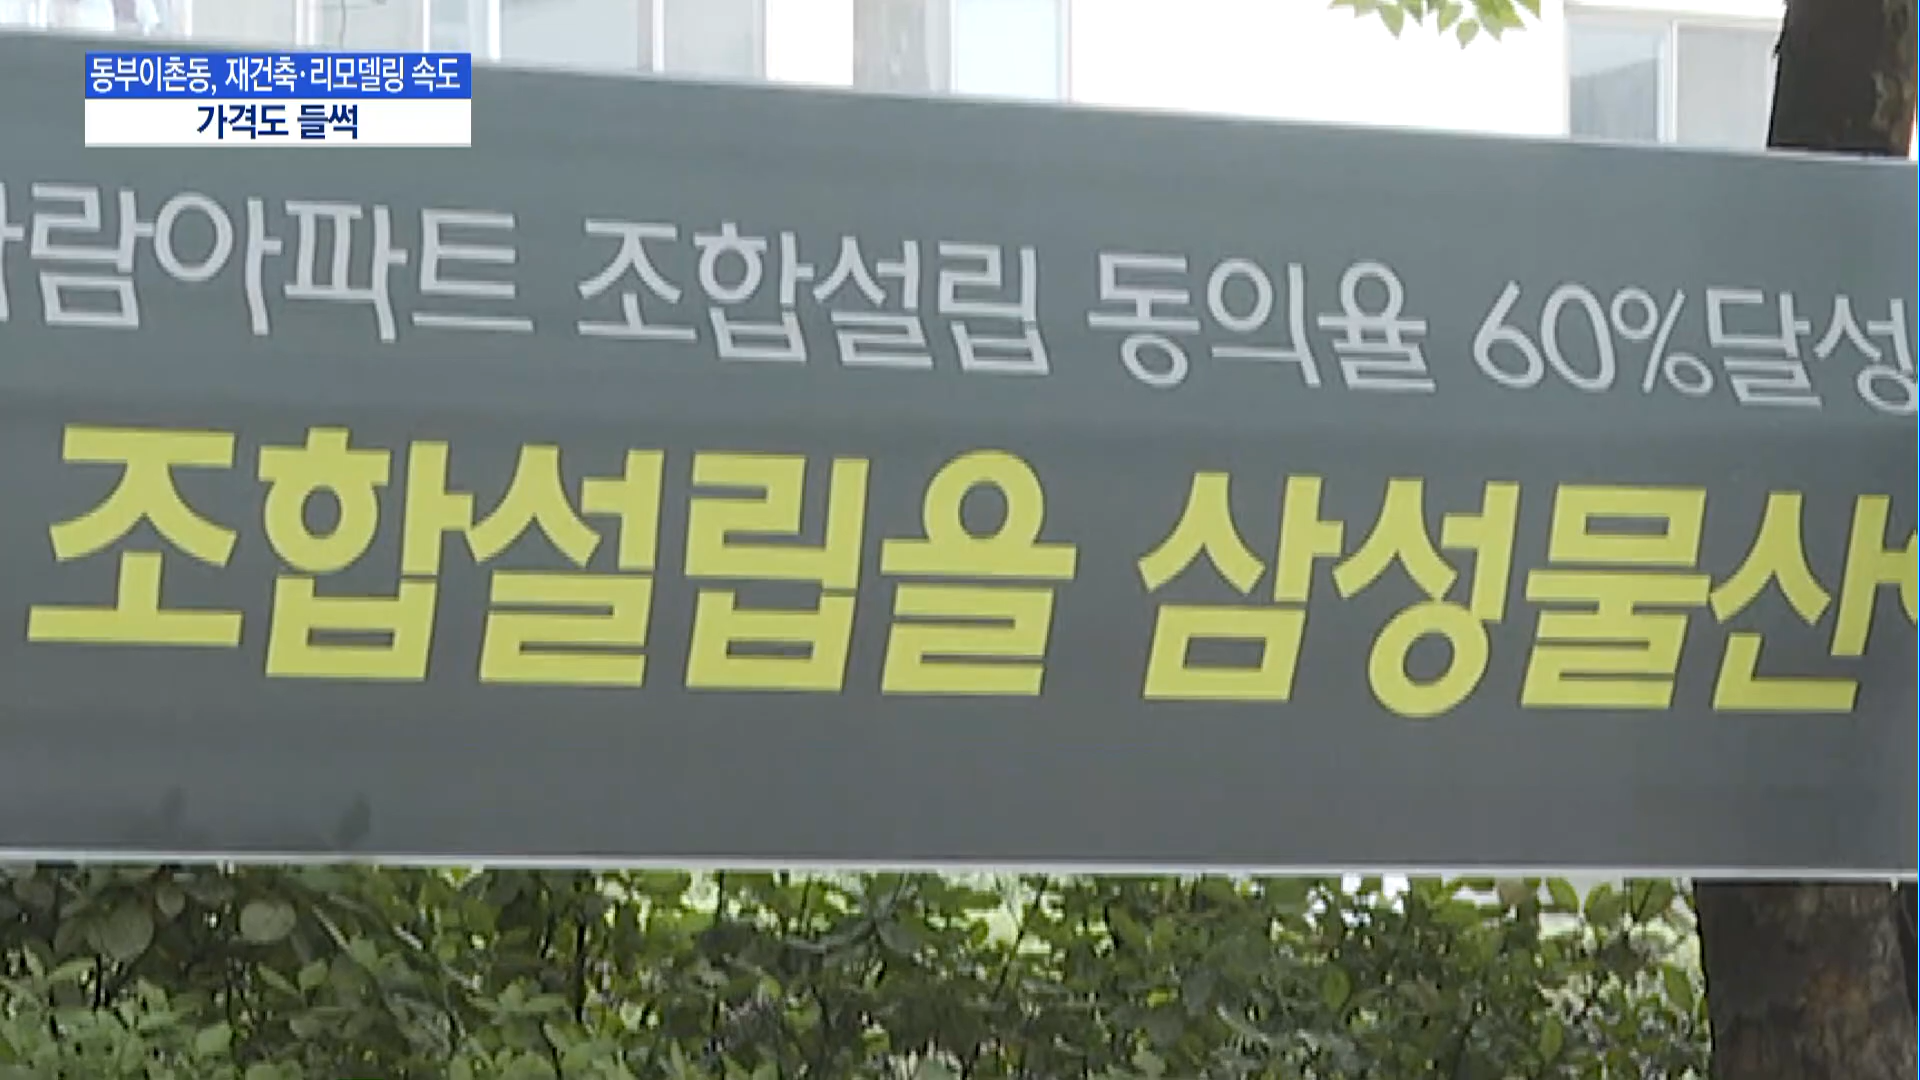 동부이촌동, 재건축·리모델링 속도
가격도 들썩
람아파트 조합설립 동의율 60%달성
조합설립을 삼성물산